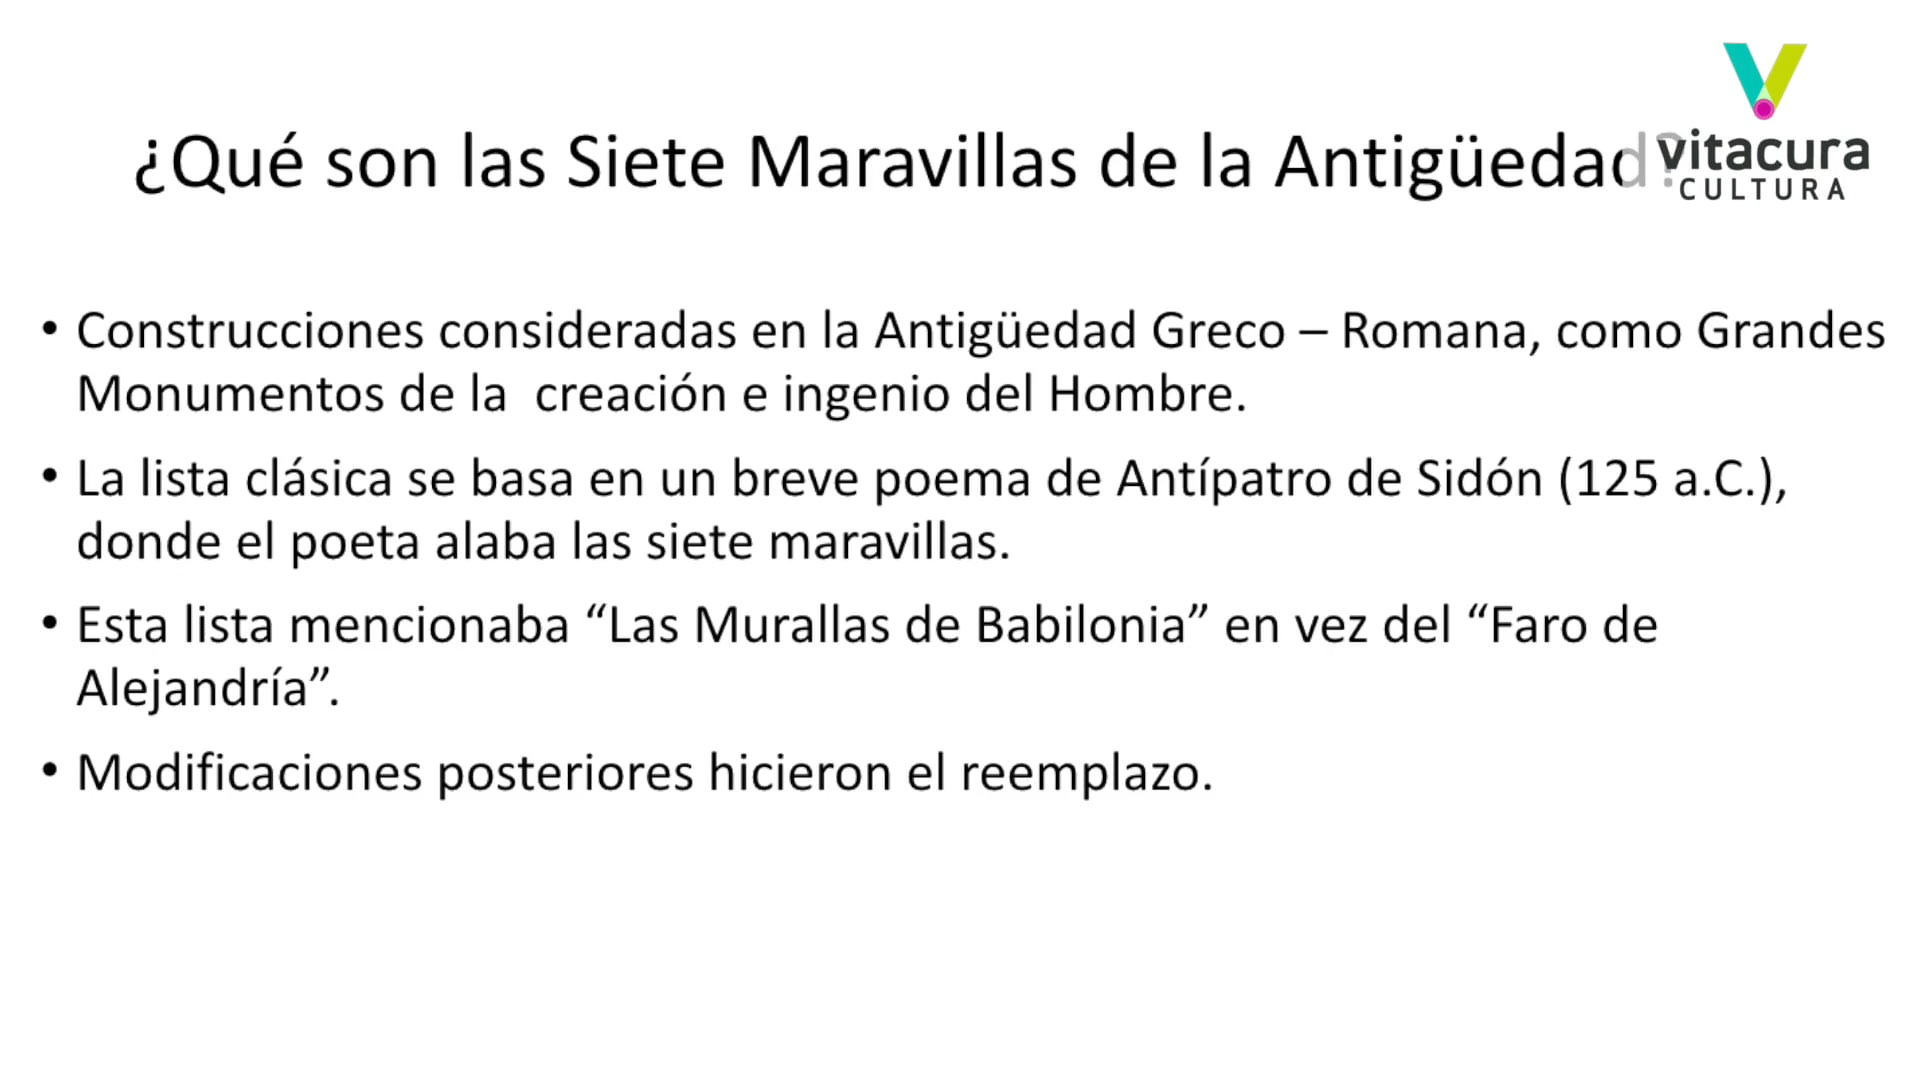 ¿Qué son las Siete Maravillas de la Antigüedad?
vitacura
CULTURA
• Construcciones consideradas en la Antigüedad Greco – Romana, como Grandes
Monumentos de la  creación e ingenio del Hombre.
• La lista clásica se basa en un breve poema de Antípatro de Sidón (125 a.C.),
donde el poeta alaba las siete maravillas.
• Esta lista mencionaba “Las Murallas de Babilonia” en vez del “Faro de
Alejandría”.
• Modificaciones posteriores hicieron el reemplazo.